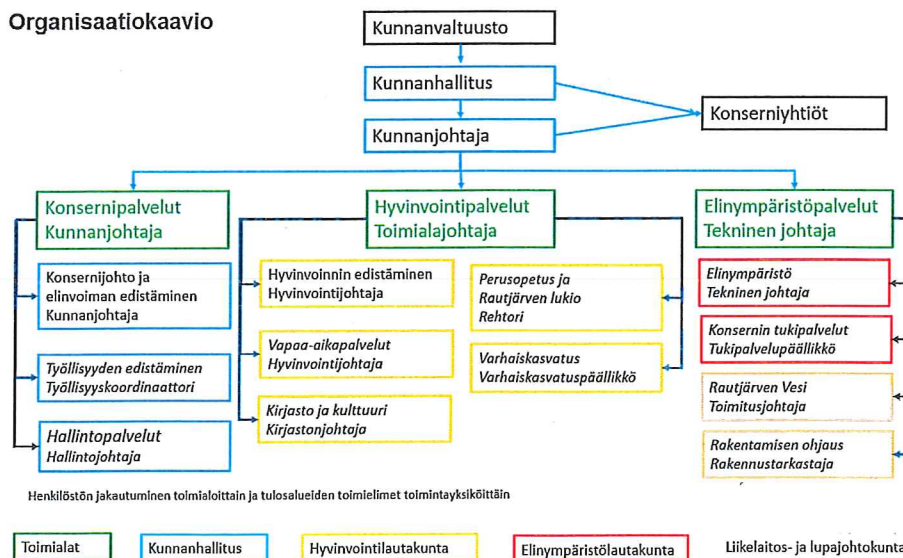 Organisaatiokaavio
Kunnanvaltuusto
Kunnanhallitus
Kunnanjohtaja
Konserniyhtiöt
Konsernipalvelut
Kunnanjohtaja
Hyvinvointipalvelut
Toimialajohtaja
Elinympäristöpalvelut
Tekninen johtaja
Konsernijohto ja
elinvoiman edistäminen
Kunnanjohtaja
Työllisyyden edistäminen
Työllisyyskoordinaattori
Hallintopalvelut
Hallintojohtaja
Hyvinvoinnin edistäminen
Hyvinvointijohtaja
Vapaa-aikapalvelut
Hyvinvointijohtaja
Kirjasto ja kulttuuri
Kirjastonjohtaja
Perusopetus ja
Rautjärven lukio
Rehtori
Varhaiskasvatus
Varhaiskasvatuspäällikkö
Elinympäristö
Tekninen johtaja
Konsernin tukipalvelut
Tukipalvelupäällikkö
Rautjärven Vesi
Toimitusjohtaja
Rakentamisen ohjaus
Rakennustarkastaja
Henkilöstön jakautuminen toimialoittain ja tulosalueiden toimielimet toimintayksiköittäin
Toimialat
Kunnanhallitus
Hyvinvointilautakunta
Elinympäristölautakunta
Liikelaitos- ja lupajohtokunta